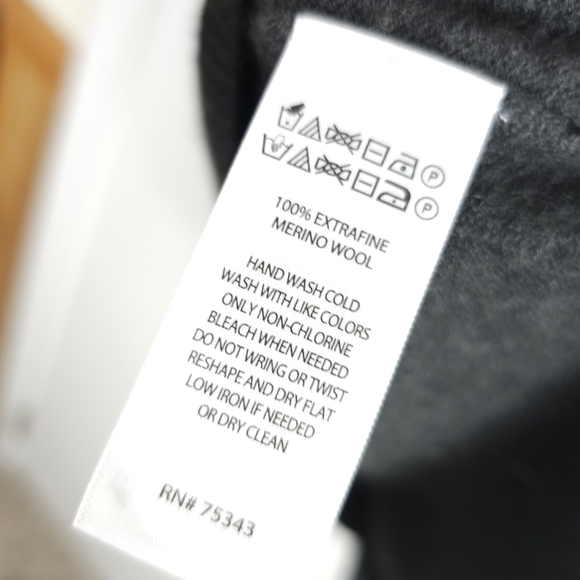 P
P
100% EXTRAFINE
MERINO WOOL
HAND WASH COLD
WASH WITH LIKE COLORS
ONLY NON-CHLORINE
BLEACH WHEN NEEDED
DO NOT WRING OR TWIST
RESHAPE AND DRY FLAT
LOW IRON IF NEEDED
OR DRY CLEAN
RN# 75343